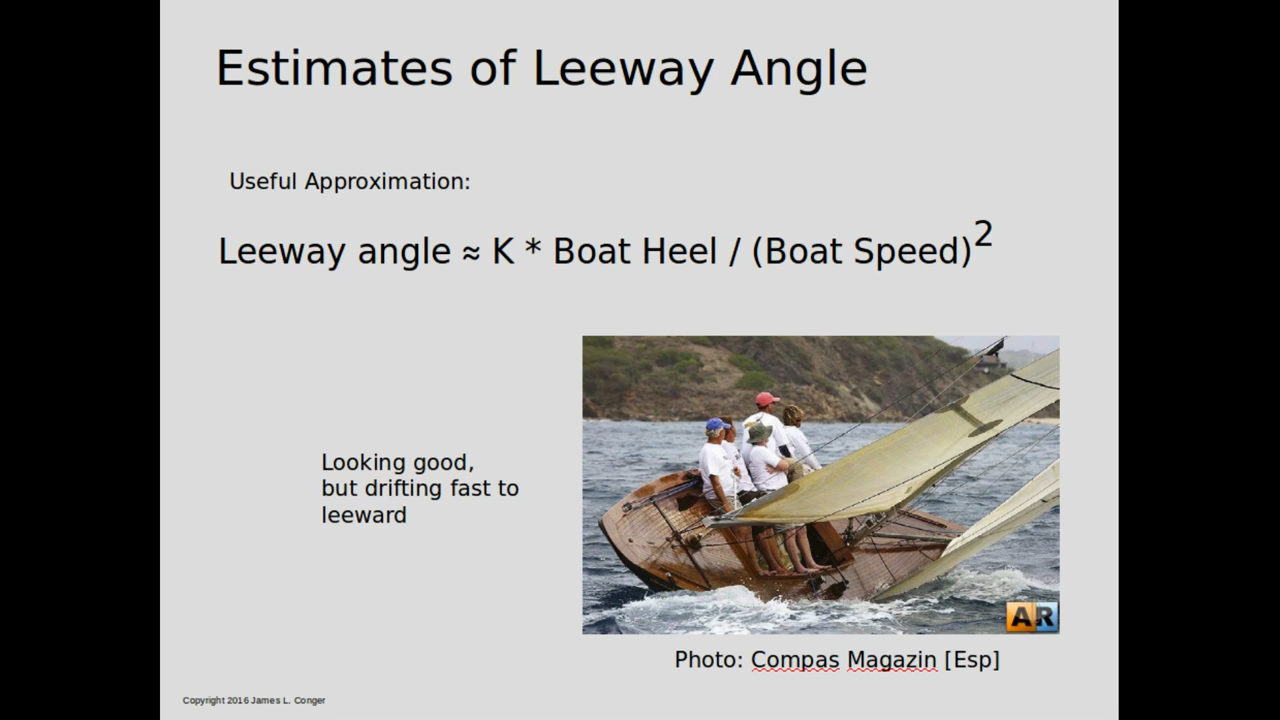 Estimates of Leeway Angle
Useful Approximation:
Leeway angle ≈ K * Boat Heel / (Boat Speed)²
Looking good,
but drifting fast to
leeward
AR
Photo: Compas Magazin [Esp]
Copyright 2016 James L. Conger